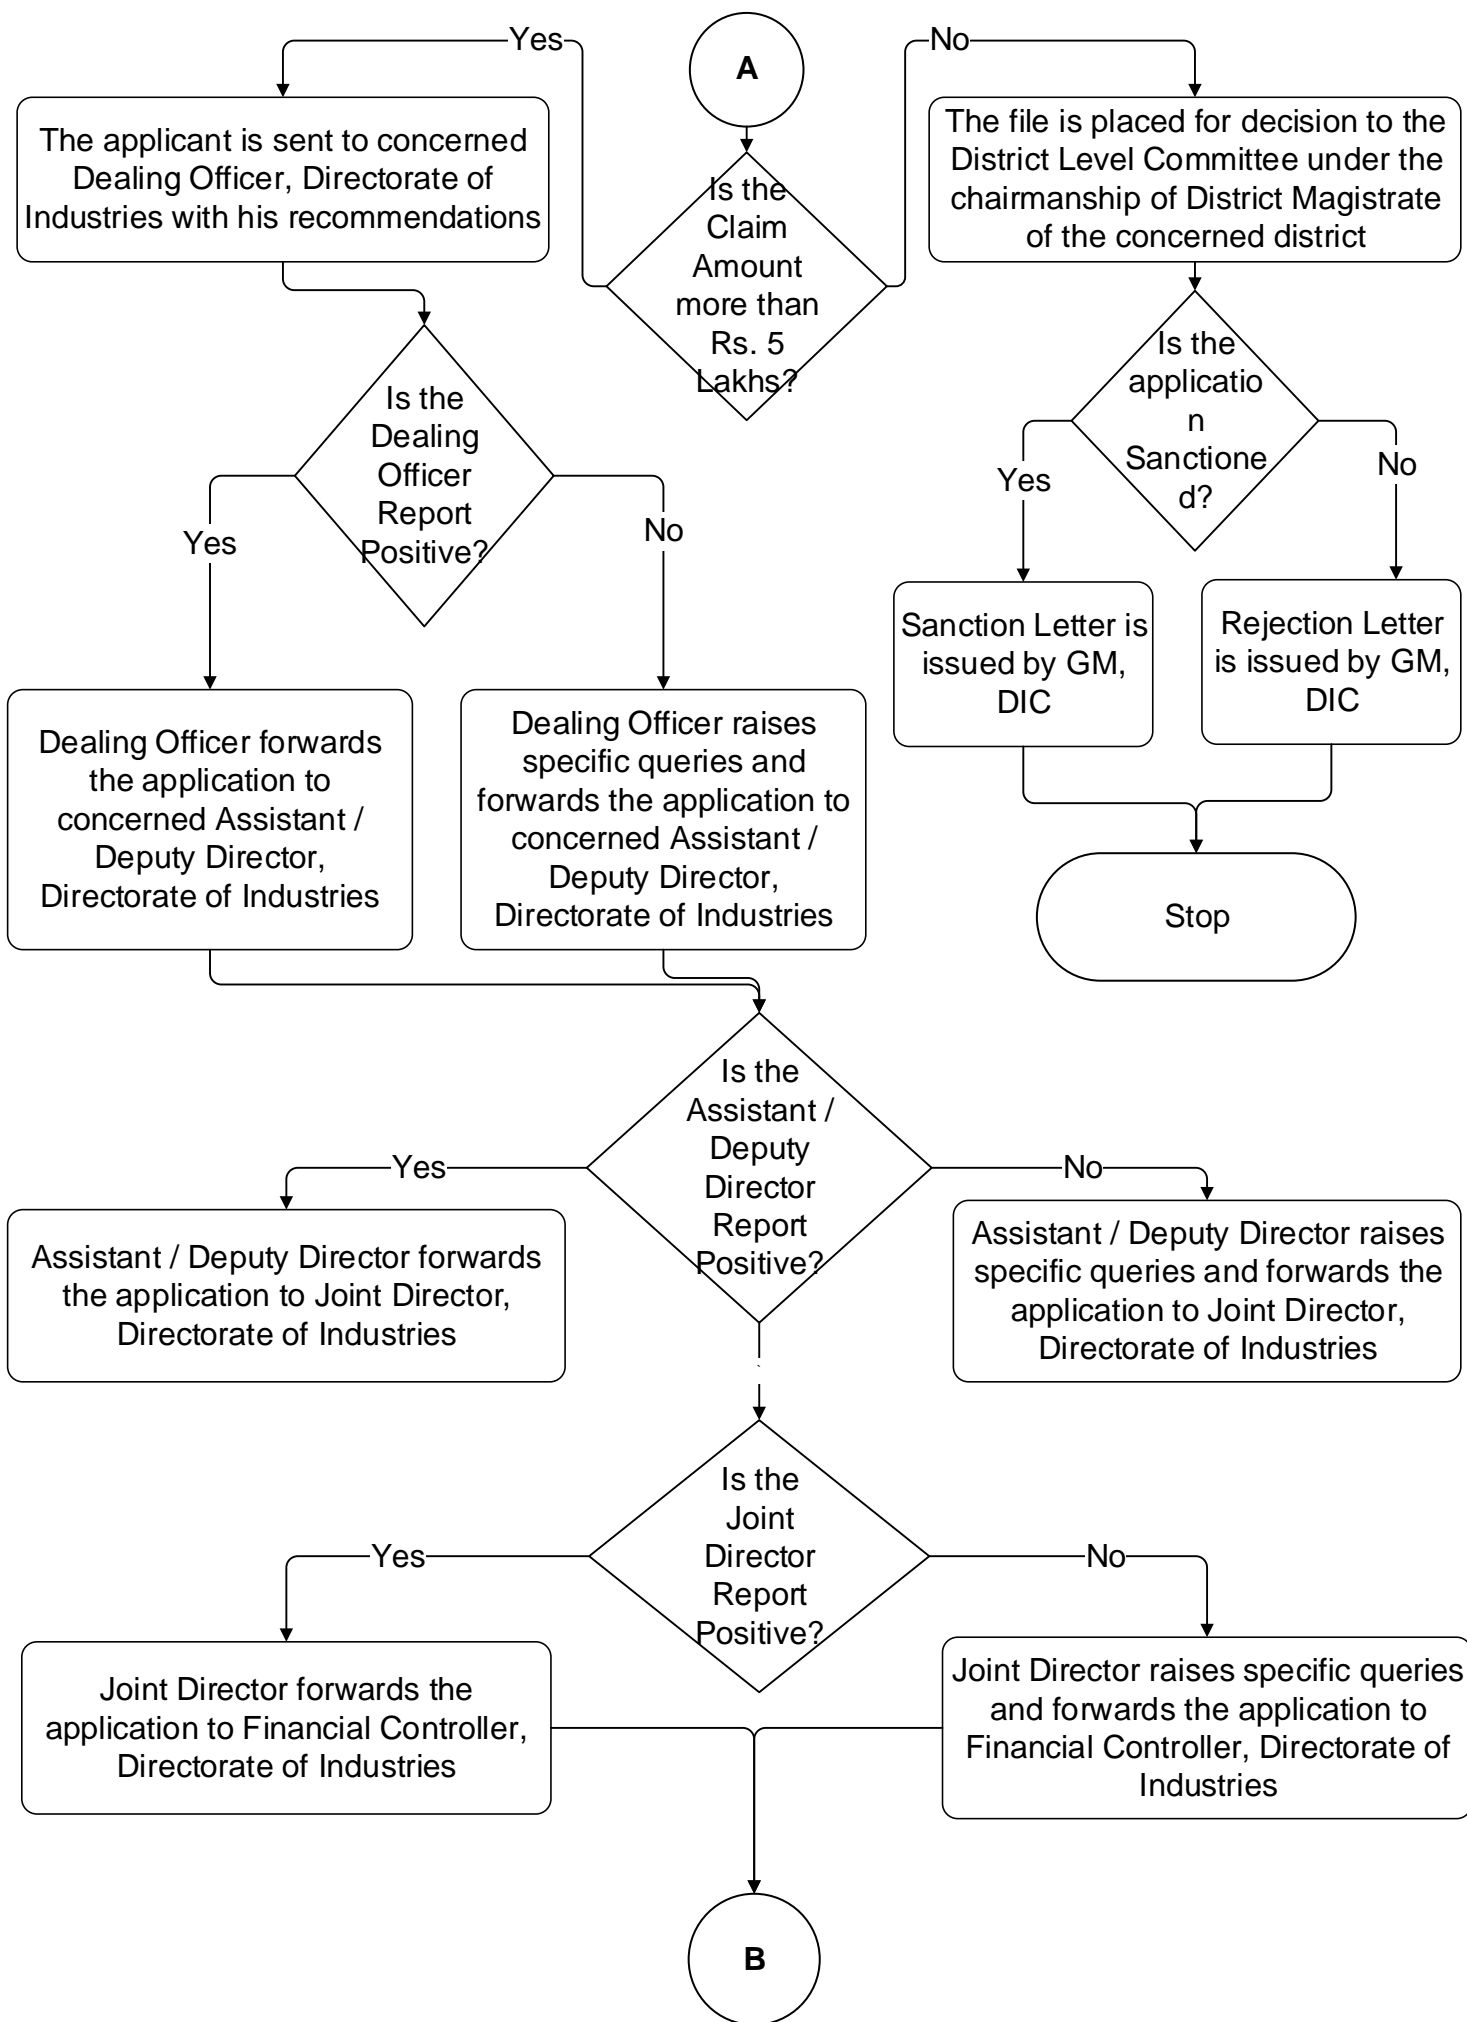 A
Yes
No
The applicant is sent to concerned
Dealing Officer, Directorate of
Industries with his recommendations
Is the
Claim
Amount
more than
Rs. 5
Lakhs?
The file is placed for decision to the
District Level Committee under the
chairmanship of District Magistrate
of the concerned district
Is the
Dealing
Officer
Report
Positive?
Is the
applicatio
n
Sanctione
d?
Yes
No
Yes
No
Sanction Letter is
issued by GM,
DIC
Rejection Letter
is issued by GM,
DIC
Dealing Officer forwards
the application to
concerned Assistant /
Deputy Director,
Directorate of Industries
Dealing Officer raises
specific queries and
forwards the application to
concerned Assistant /
Deputy Director,
Directorate of Industries
Stop
Is the
Assistant /
Deputy
Director
Report
Positive?
Yes
No
Assistant / Deputy Director forwards
the application to Joint Director,
Directorate of Industries
Assistant / Deputy Director raises
specific queries and forwards the
application to Joint Director,
Directorate of Industries
Is the
Joint
Director
Report
Positive?
Yes
No
Joint Director forwards the
application to Financial Controller,
Directorate of Industries
Joint Director raises specific queries
and forwards the application to
Financial Controller, Directorate of
Industries
B